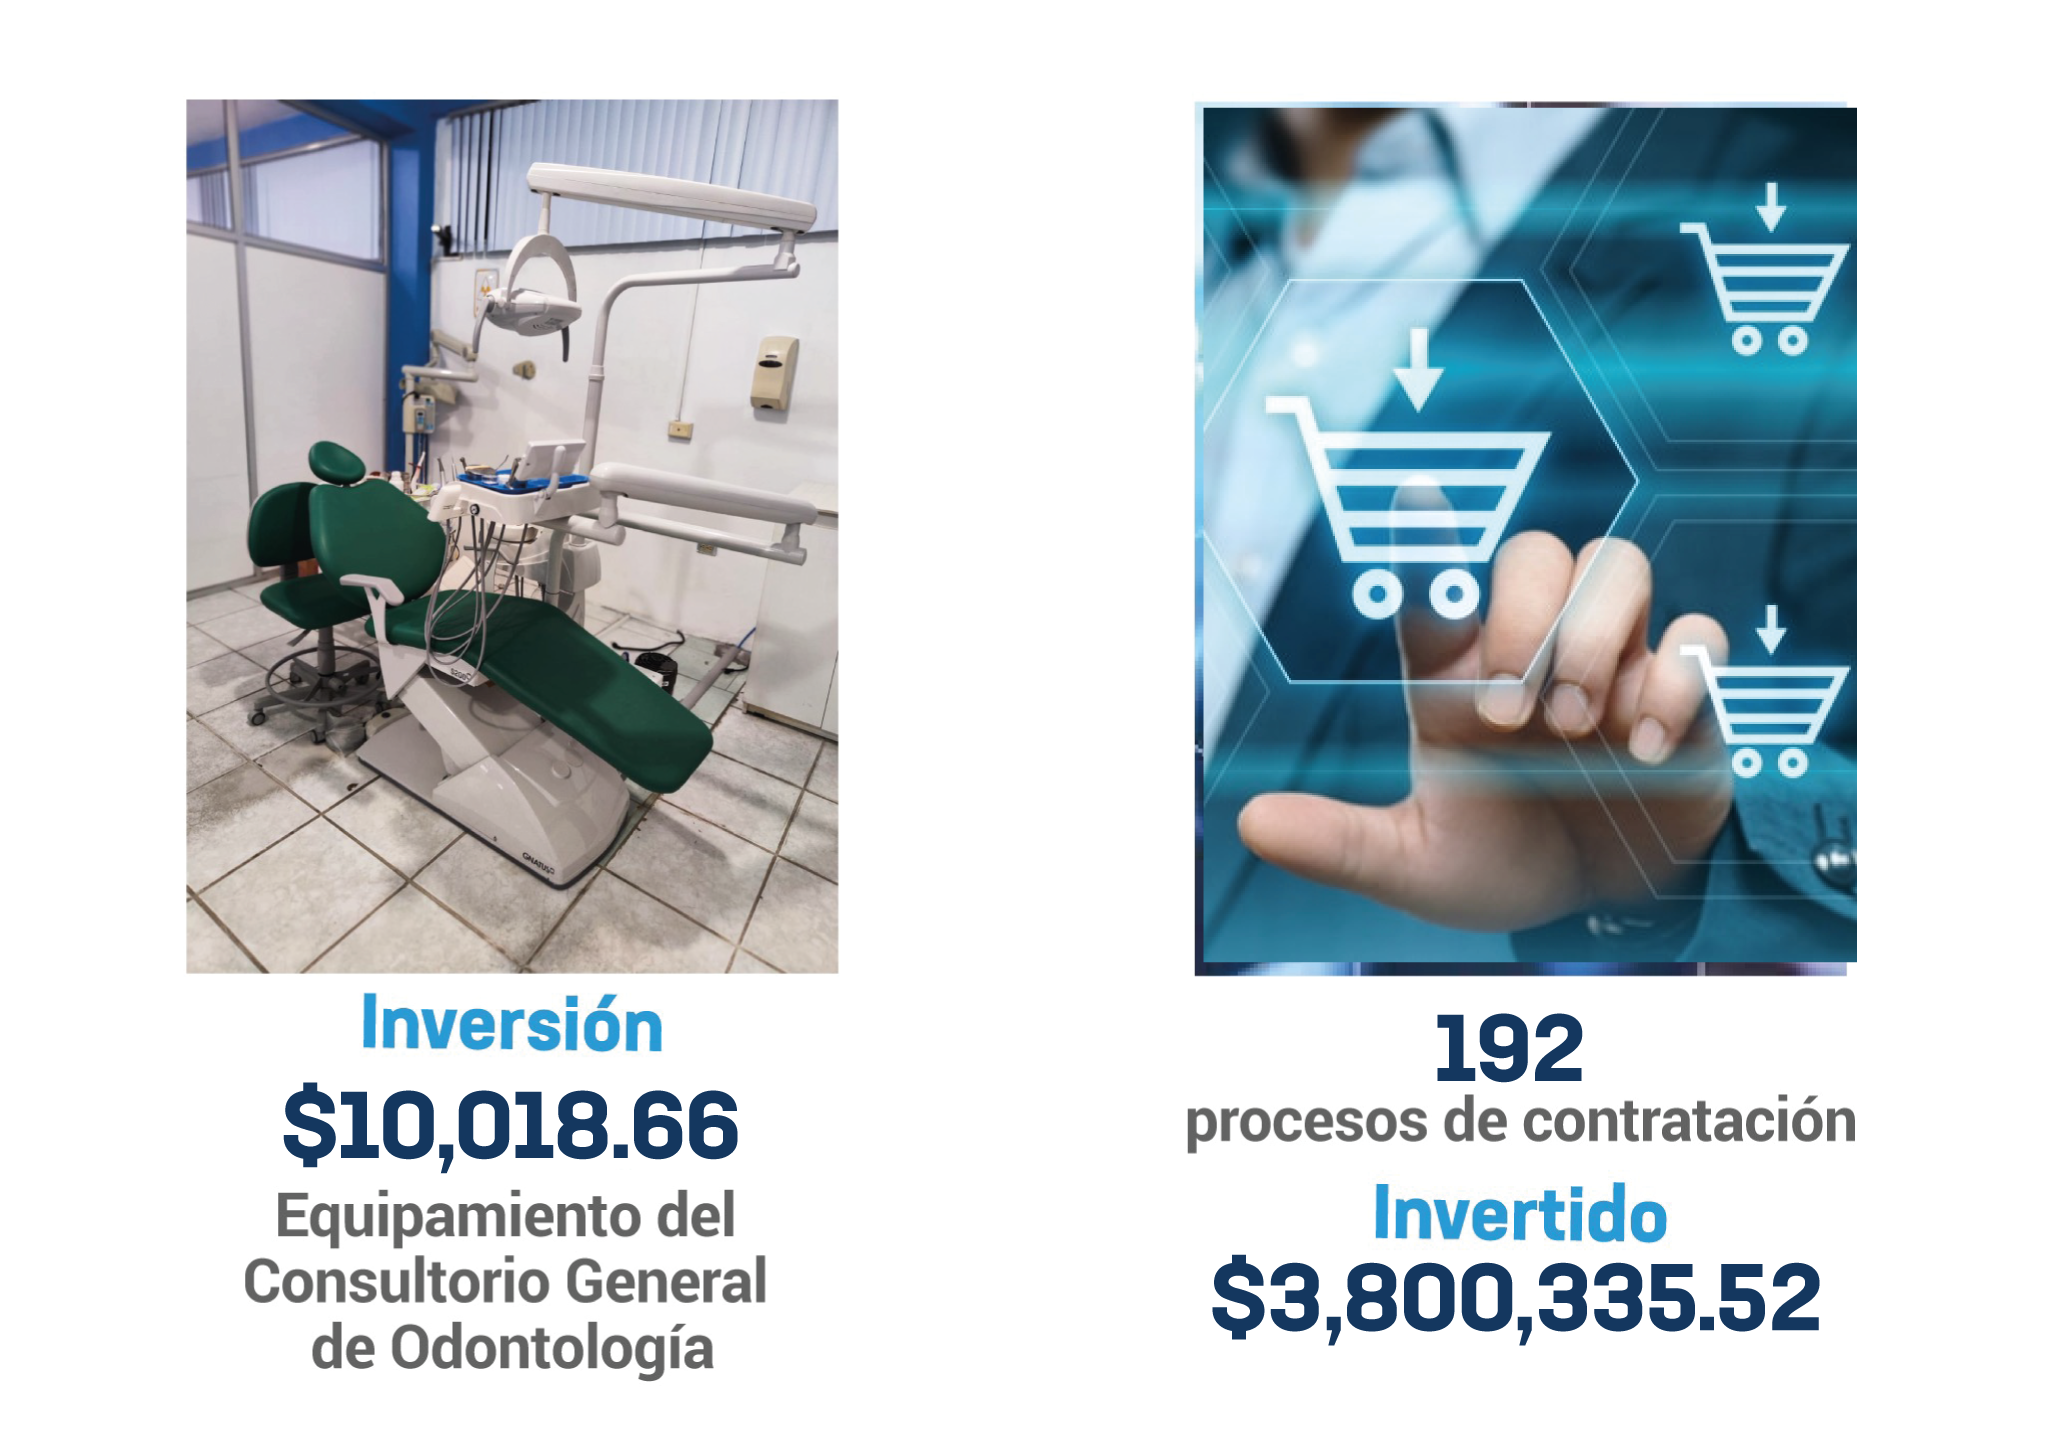 GNATUS
Inversión
$10,018.66
Equipamiento del
Consultorio General
de Odontología
192
procesos de contratación
Invertido
$3,800,335.52